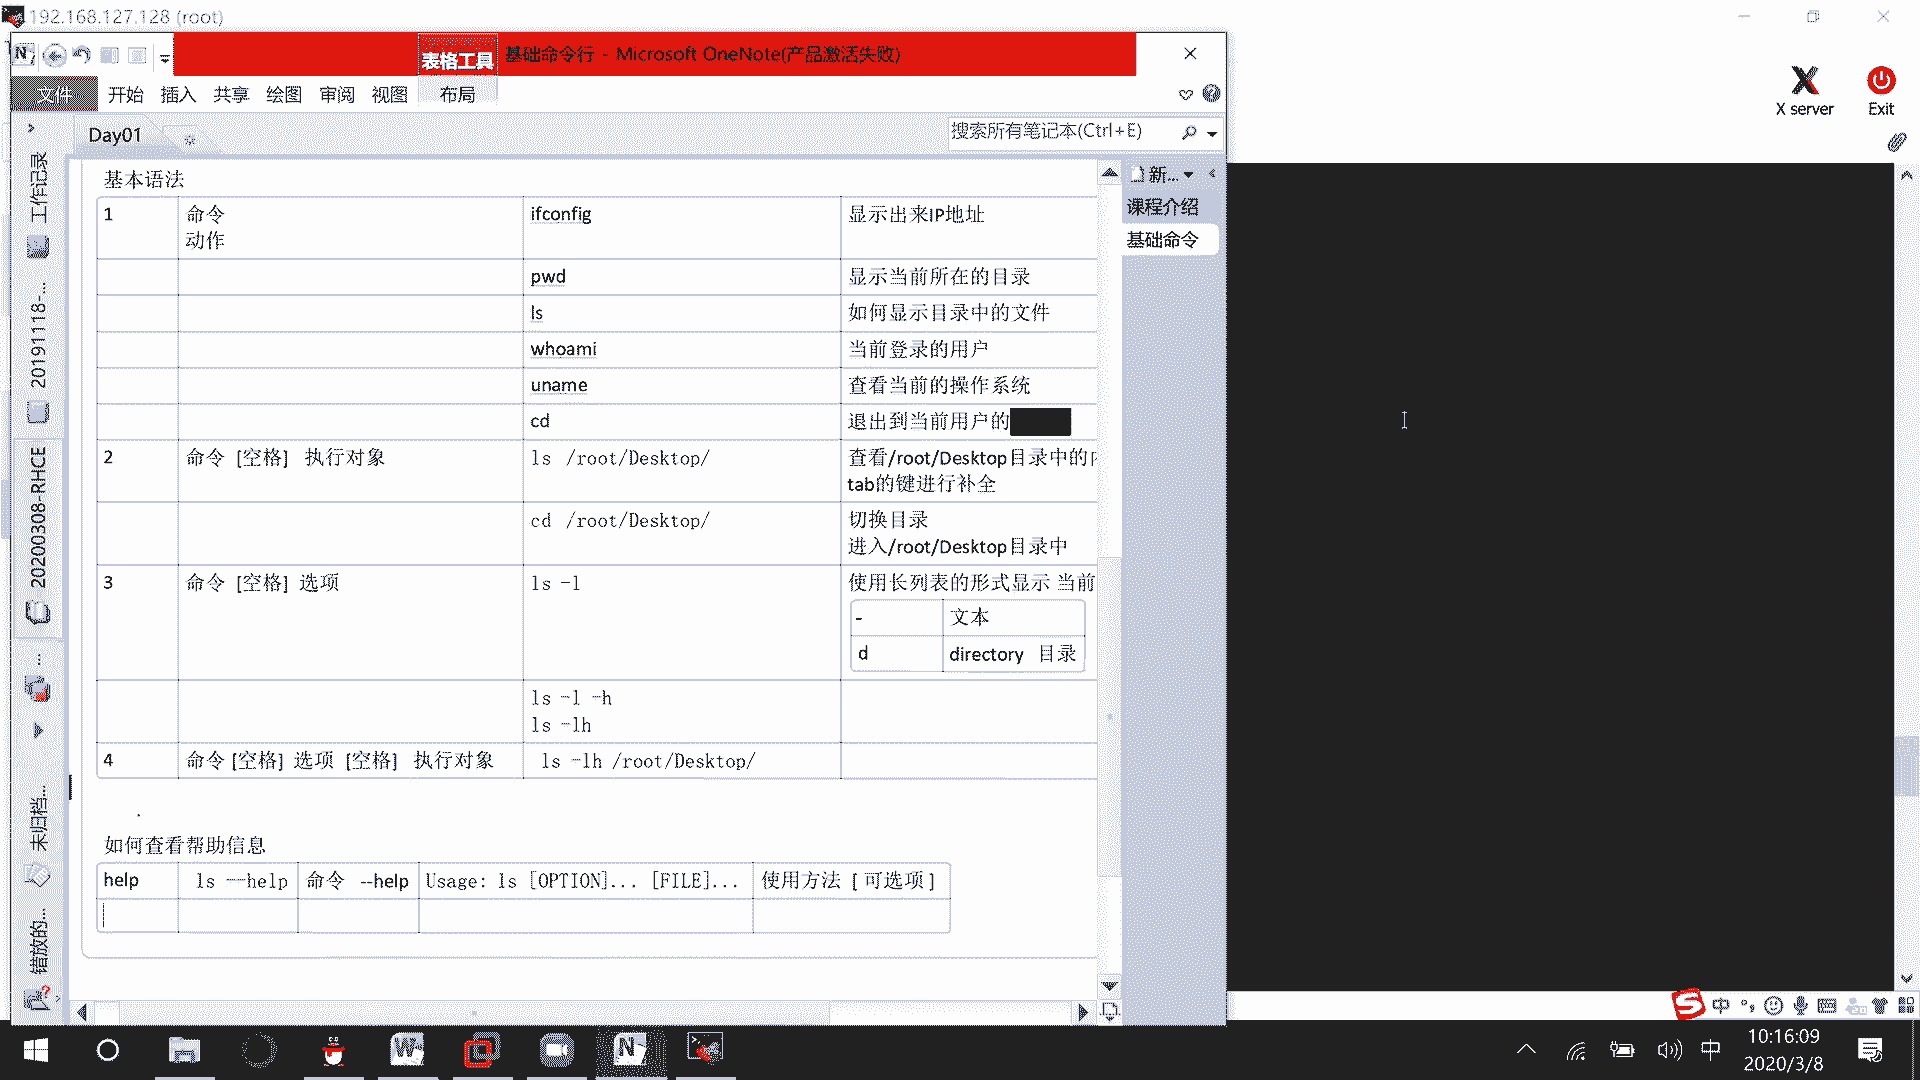 192.168.127.128 (root)
表格工具
基础命令行 - Microsoft OneNote(产品激活失败)
文件 开始 插入 共享 绘图 审阅 视图 布局
X server
Exit
Day01
搜索所有笔记本(Ctrl+E)
新...
课程介绍
基础命令
工作记录
20191118-...
20200308-RHCE
...
未归档...
错放的...
基本语法
1 命令 ifconfig 显示出来IP地址
动作
pwd 显示当前所在的目录
ls 如何显示目录中的文件
whoami 当前登录的用户
uname 查看当前的操作系统
cd 退出到当前用户的
2 命令 [空格] 执行对象 ls /root/Desktop/ 查看/root/Desktop目录中的
tab的键进行补全
cd /root/Desktop/ 切换目录
进入/root/Desktop目录中
3 命令 [空格] 选项 ls -l 使用长列表的形式显示 当前
- 文本
d directory 目录
ls -l -h
ls -lh
4 命令 [空格] 选项 [空格] 执行对象 ls -lh /root/Desktop/
如何查看帮助信息
help ls --help 命令 --help Usage: ls [OPTION]... [FILE]... 使用方法 [可选项]
中
中
10:16:09
2020/3/8